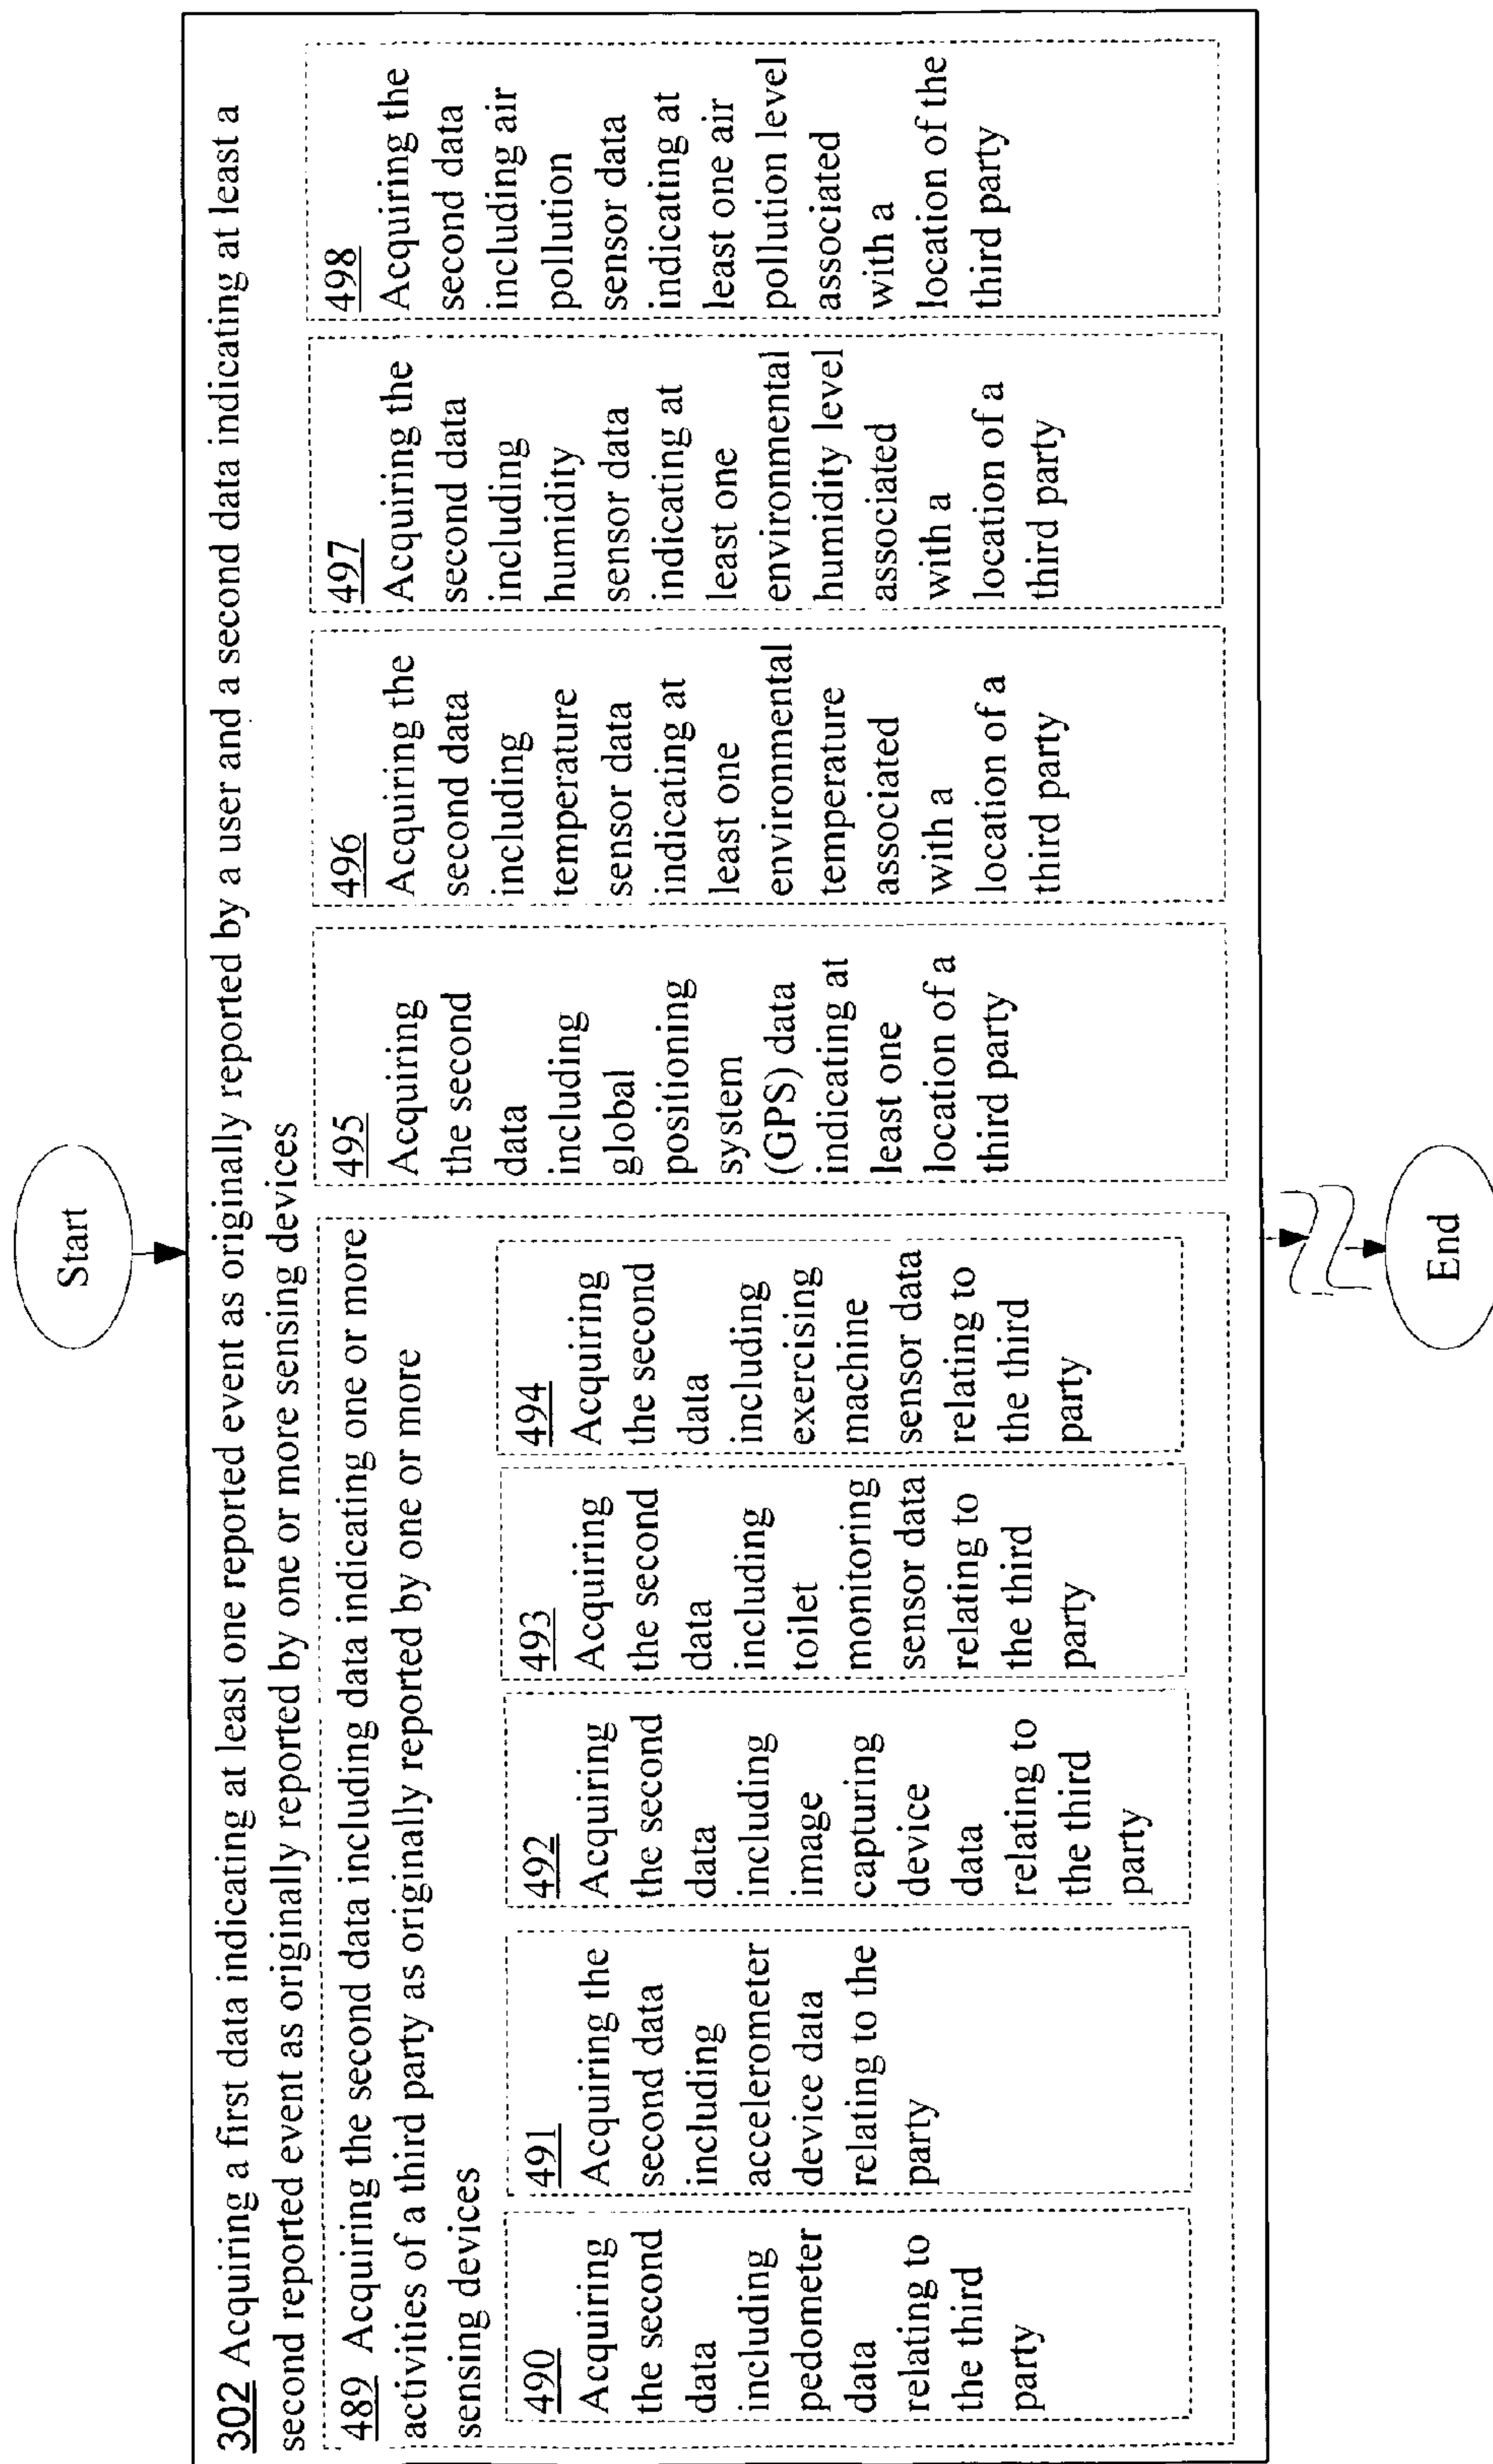 Start
302 Acquiring a first data indicating at least one reported event as originally reported by a user and a second data indicating at least a
second reported event as originally reported by one or more sensing devices
489 Acquiring the second data including data indicating one or more
activities of a third party as originally reported by one or more
sensing devices
490
Acquiring
the second
data
including
pedometer
data
relating to
the third
party
491
Acquiring the
second data
including
accelerometer
device data
relating to the
party
492
Acquiring
the second
data
including
image
capturing
device
data
relating to
the third
party
493
Acquiring
the second
data
including
toilet
monitoring
sensor data
relating to
the third
party
494
Acquiring
the second
data
including
exercising
machine
sensor data
relating to
the third
party
495
Acquiring
the second
data
including
global
positioning
system
(GPS) data
indicating at
least one
location of a
third party
496
Acquiring the
second data
including
temperature
sensor data
indicating at
least one
environmental
temperature
associated
with a
location of a
third party
497
Acquiring the
second data
including
humidity
sensor data
indicating at
least one
environmental
humidity level
associated
with a
location of a
third party
498
Acquiring the
second data
including air
pollution
sensor data
indicating at
least one air
pollution level
associated
with a
location of the
third party
End